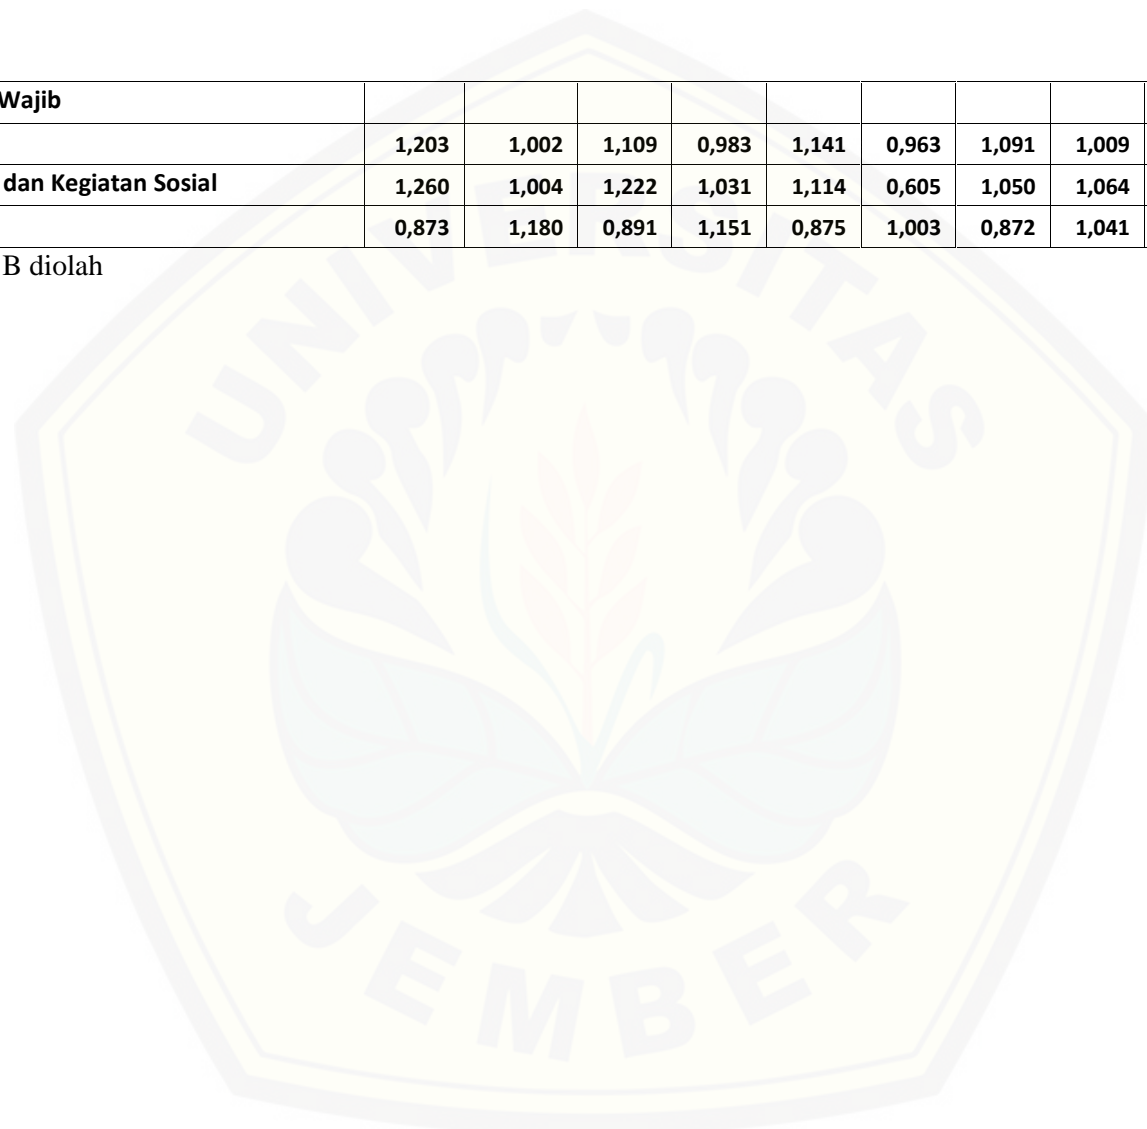 Wajib
1,203 1,002 1,109 0,983 1,141 0,963 1,091 1,009
dan Kegiatan Sosial 1,260 1,004 1,222 1,031 1,114 0,605 1,050 1,064
0,873 1,180 0,891 1,151 0,875 1,003 0,872 1,041
B diolah
UNIVERSITAS
JEMBER